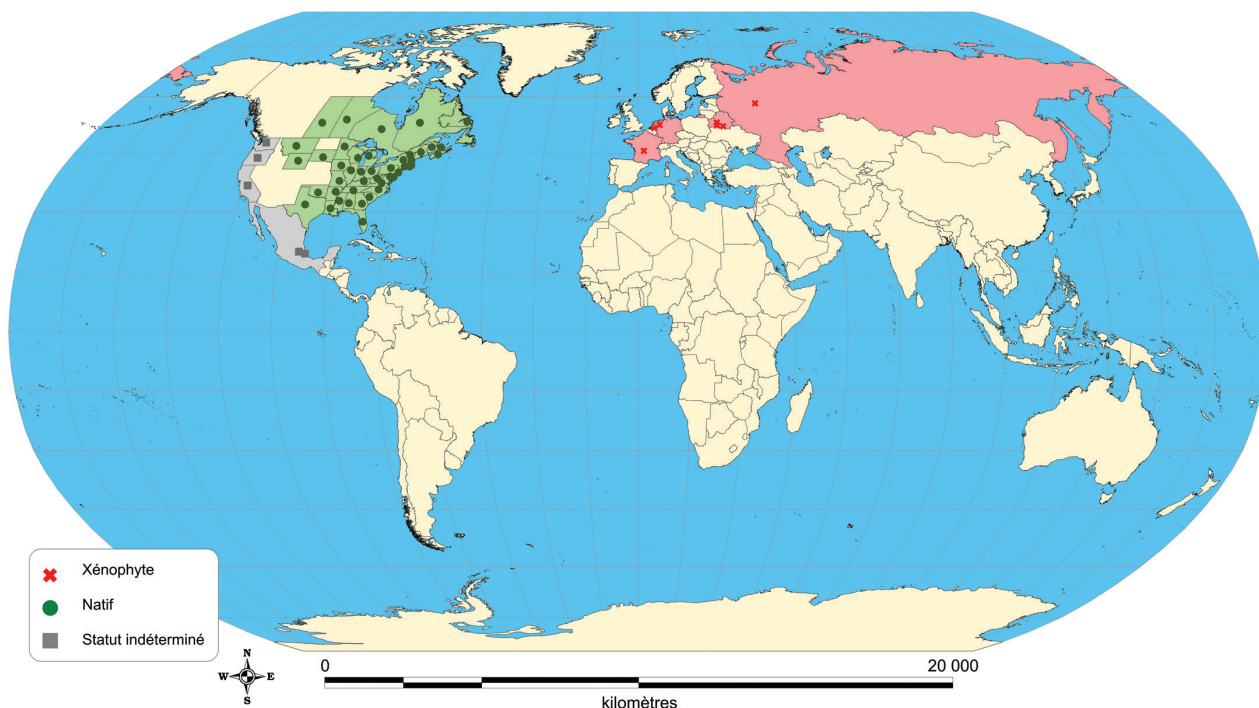 Xénophyte
Natif
Statut indéterminé
N
W E
S
0 20 000
kilomètres